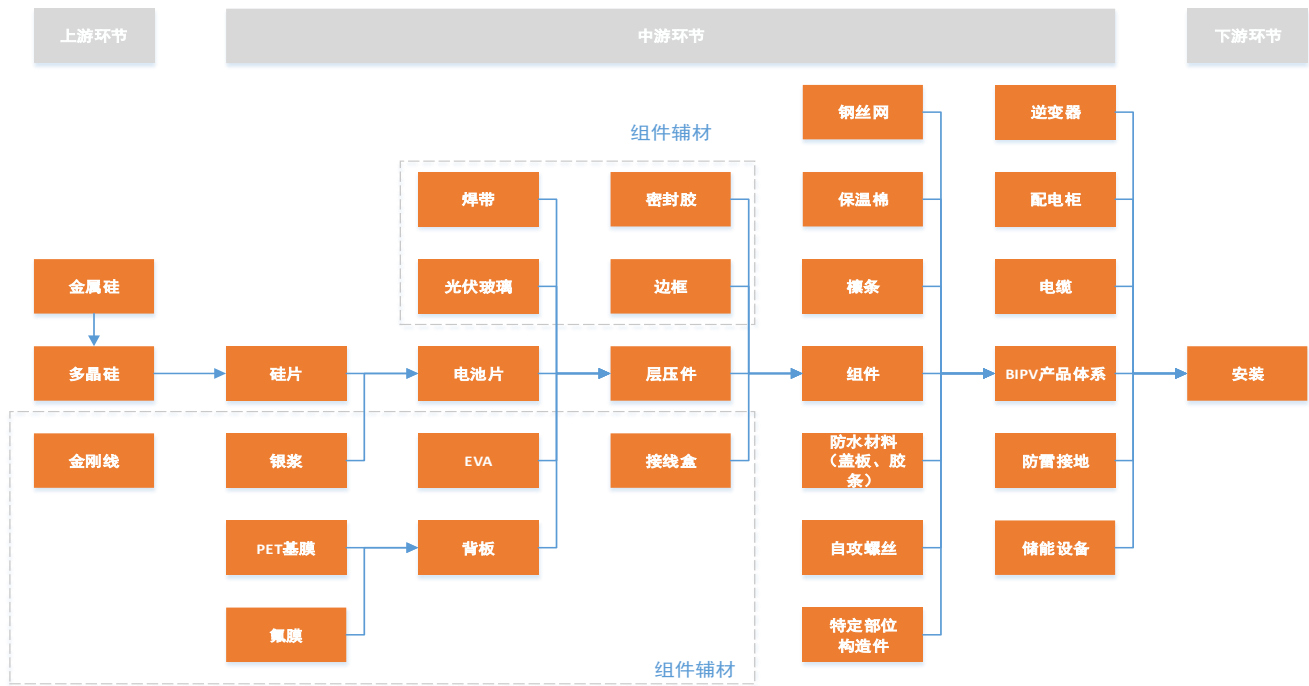 上游环节
中游环节
下游环节
钢丝网
逆变器
组件辅材
焊带
密封胶
保温棉
配电柜
金属硅
光伏玻璃
边框
檩条
电缆
多晶硅
硅片
电池片
层压件
组件
BIPV产品体系
安装
金刚线
银浆
EVA
接线盒
防水材料
（盖板、胶
条）
防雷接地
PET基膜
背板
自攻螺丝
储能设备
氟膜
特定部位
构造件
组件辅材